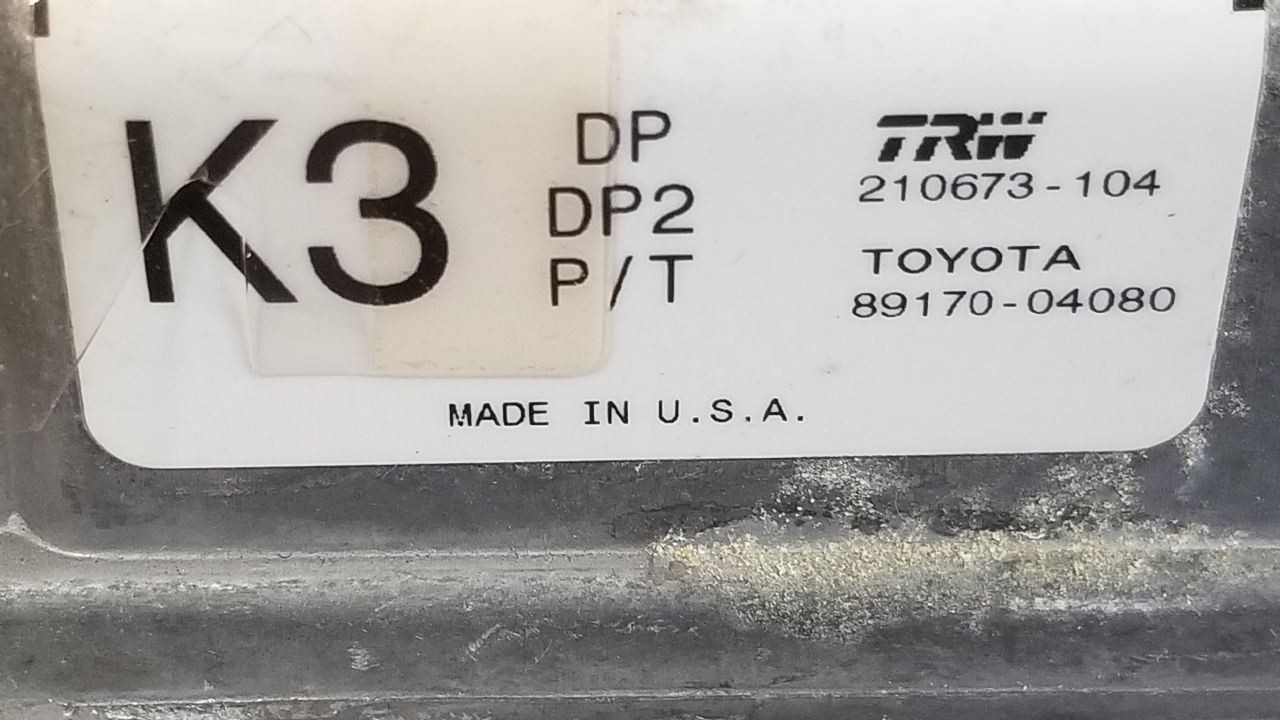 K3
DP
DP2
P/T
TRW
210673-104
TOYOTA
89170-04080
MADE IN U.S.A.